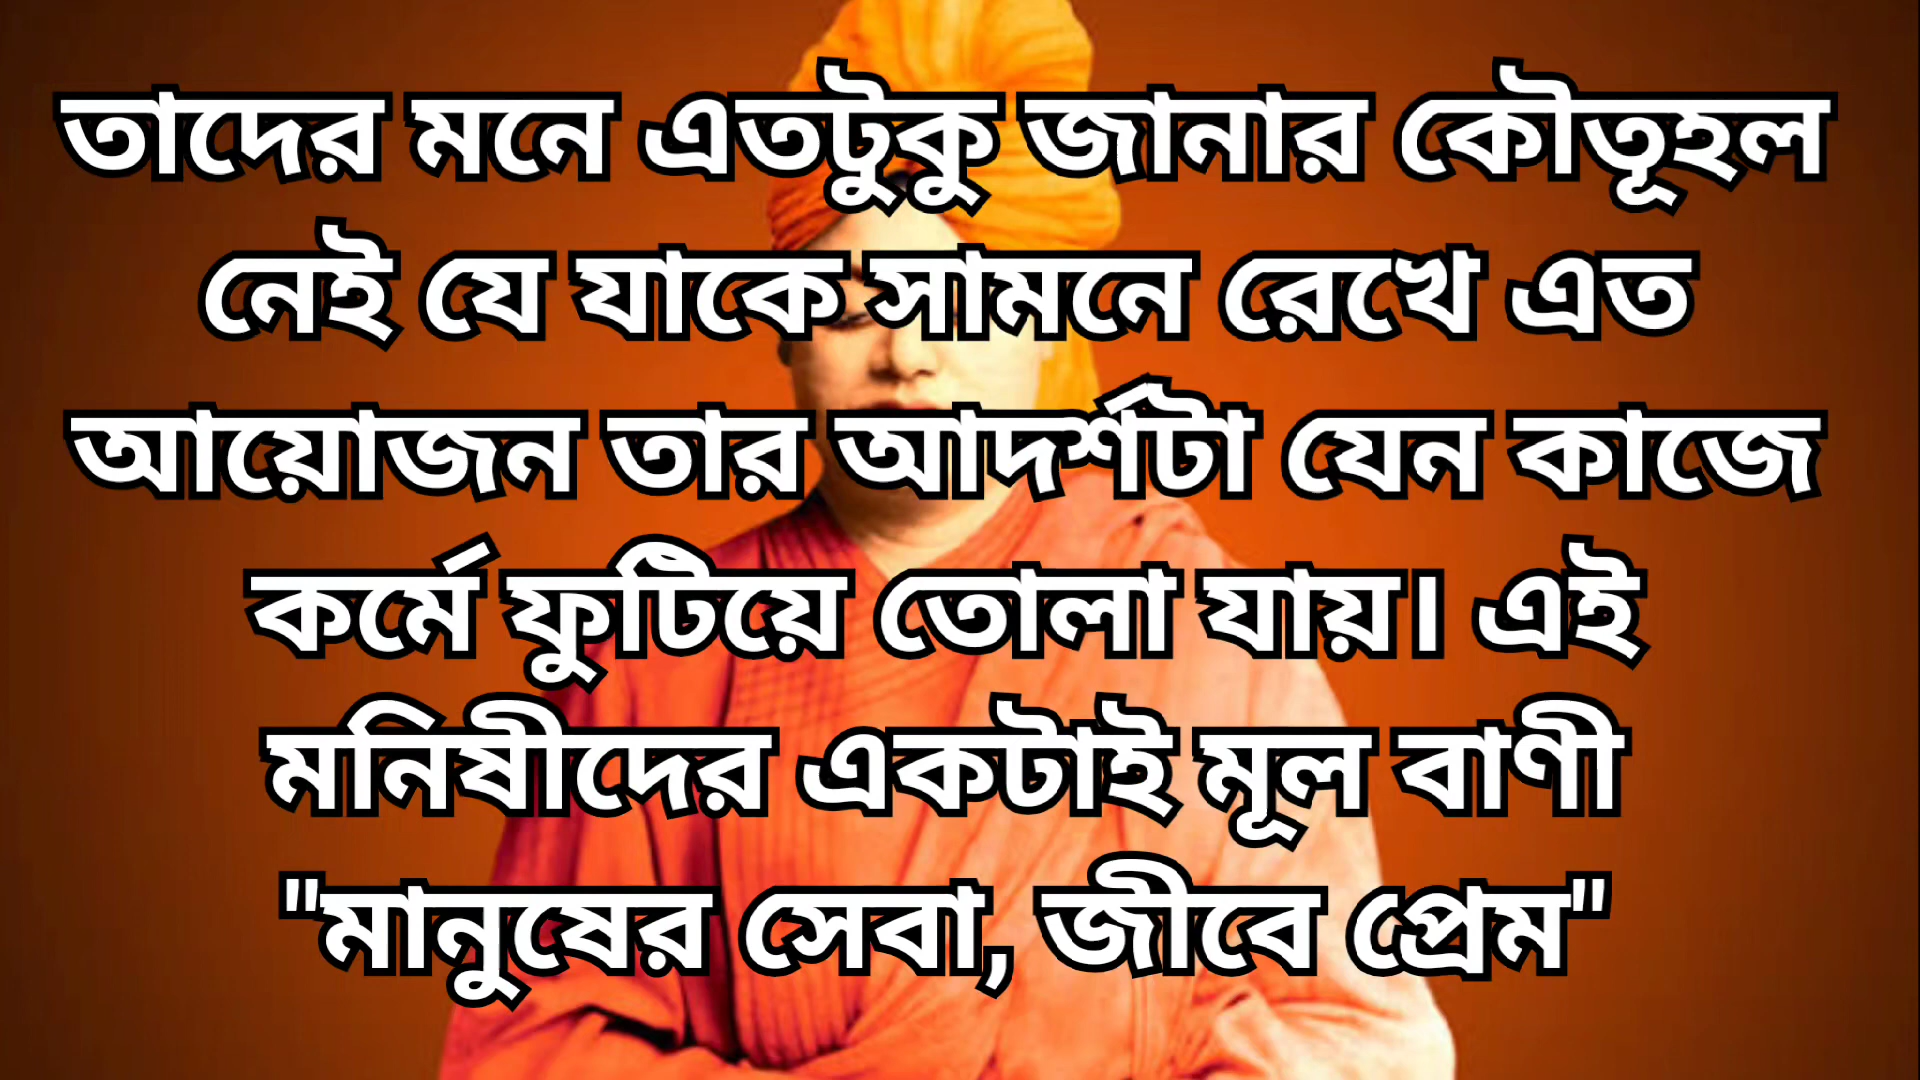 তাদের মনে এতটুকু জানার কৌতূহল
নেই যে যাকে সামনে রেখে এত
আয়োজন তার আদর্শটা যেন কাজে
কর্মে ফুটিয়ে তোলা যায়। এই
মনিষীদের একটাই মূল বাণী
"মানুষের সেবা, জীবে প্রেম"